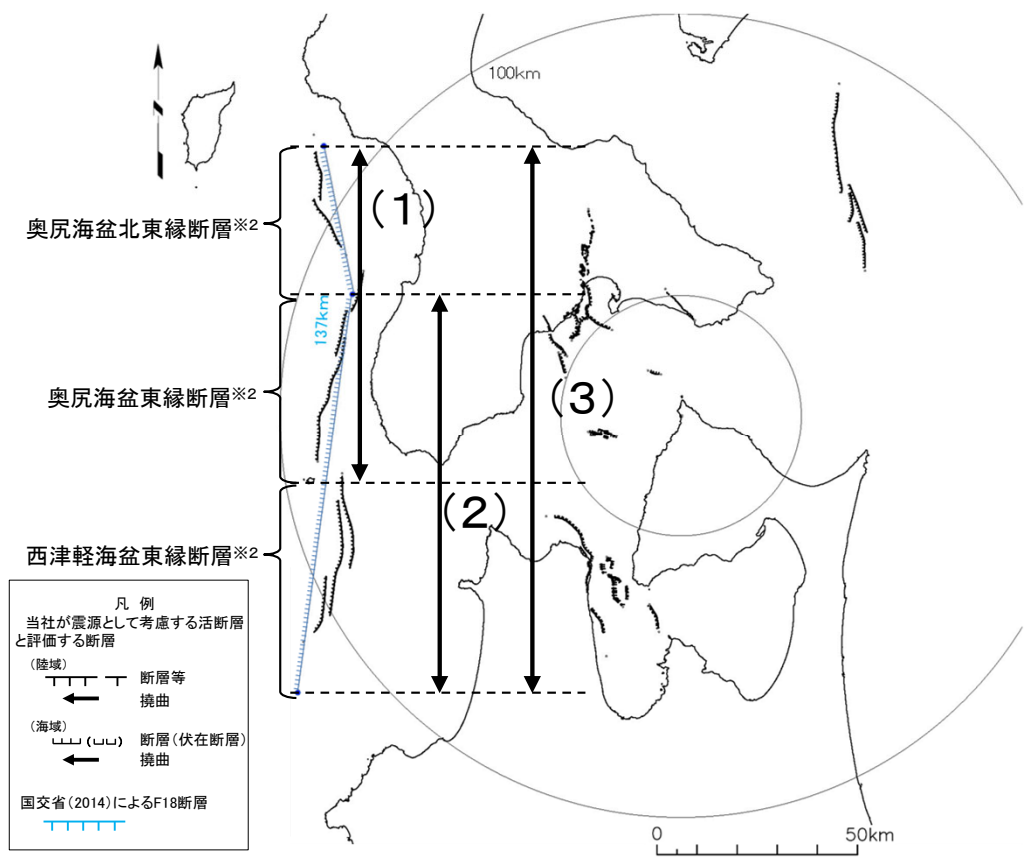 100km
(1)
奥尻海盆北東縁断層※2
137km
奥尻海盆東縁断層※2
(3)
(2)
西津軽海盆東縁断層※2
凡 例
当社が震源として考慮する活断層
と評価する断層
(陸域)
断層等
撓曲
(海域)
断層(伏在断層)
撓曲
国交省(2014)によるF18断層
0 50km